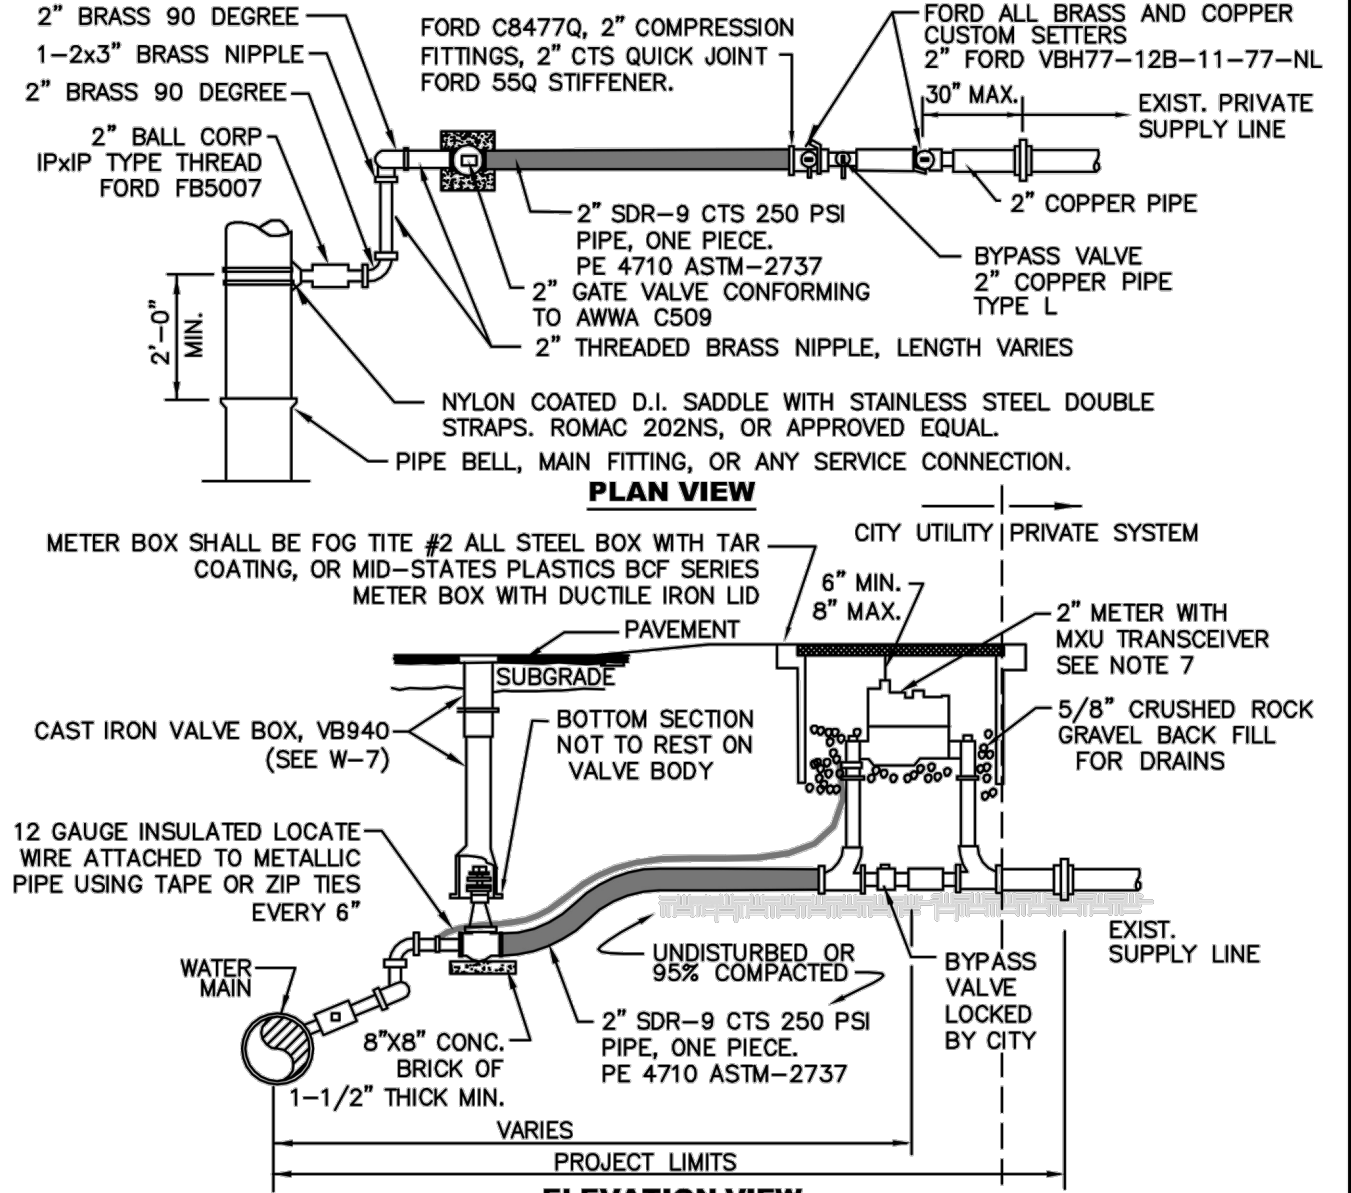 2” BRASS 90 DEGREE
1-2x3” BRASS NIPPLE
2” BRASS 90 DEGREE
2” BALL CORP
IPxIP TYPE THREAD
FORD FB5007
FORD C8477Q, 2” COMPRESSION
FITTINGS, 2” CTS QUICK JOINT
FORD 55Q STIFFENER.
FORD ALL BRASS AND COPPER
CUSTOM SETTERS
2” FORD VBH77-12B-11-77-NL
30” MAX.
EXIST. PRIVATE
SUPPLY LINE
2” COPPER PIPE
2” SDR-9 CTS 250 PSI
PIPE, ONE PIECE.
PE 4710 ASTM-2737
BYPASS VALVE
2” COPPER PIPE
TYPE L
2” GATE VALVE CONFORMING
TO AWWA C509
2” THREADED BRASS NIPPLE, LENGTH VARIES
2'-0”
MIN.
NYLON COATED D.I. SADDLE WITH STAINLESS STEEL DOUBLE
STRAPS. ROMAC 202NS, OR APPROVED EQUAL.
PIPE BELL, MAIN FITTING, OR ANY SERVICE CONNECTION.
PLAN VIEW
CITY UTILITY
PRIVATE SYSTEM
METER BOX SHALL BE FOG TITE #2 ALL STEEL BOX WITH TAR
COATING, OR MID-STATES PLASTICS BCF SERIES
METER BOX WITH DUCTILE IRON LID
6” MIN.
8” MAX.
2” METER WITH
MXU TRANSCEIVER
SEE NOTE 7
PAVEMENT
SUBGRADE
CAST IRON VALVE BOX, VB940
(SEE W-7)
BOTTOM SECTION
NOT TO REST ON
VALVE BODY
5/8” CRUSHED ROCK
GRAVEL BACK FILL
FOR DRAINS
12 GAUGE INSULATED LOCATE
WIRE ATTACHED TO METALLIC
PIPE USING TAPE OR ZIP TIES
EVERY 6”
UNDISTURBED OR
95% COMPACTED
EXIST.
SUPPLY LINE
BYPASS
VALVE
LOCKED
BY CITY
WATER
MAIN
8”X8” CONC.
BRICK OF
1-1/2” THICK MIN.
2” SDR-9 CTS 250 PSI
PIPE, ONE PIECE.
PE 4710 ASTM-2737
VARIES
PROJECT LIMITS
ELEVATION VIEW